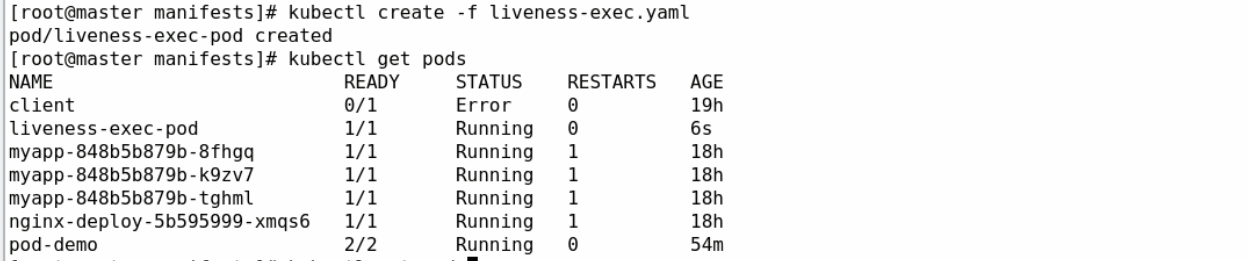 [root@master manifests]# kubectl create -f liveness-exec.yaml
pod/liveness-exec-pod created
[root@master manifests]# kubectl get pods
NAME                          READY     STATUS    RESTARTS   AGE
client                        0/1       Error     0          19h
liveness-exec-pod             1/1       Running   0          6s
myapp-848b5b879b-8fhgq        1/1       Running   1          18h
myapp-848b5b879b-k9zv7        1/1       Running   1          18h
myapp-848b5b879b-tghml        1/1       Running   1          18h
nginx-deploy-5b595999-xmqs6   1/1       Running   1          18h
pod-demo                      2/2       Running   0          54m